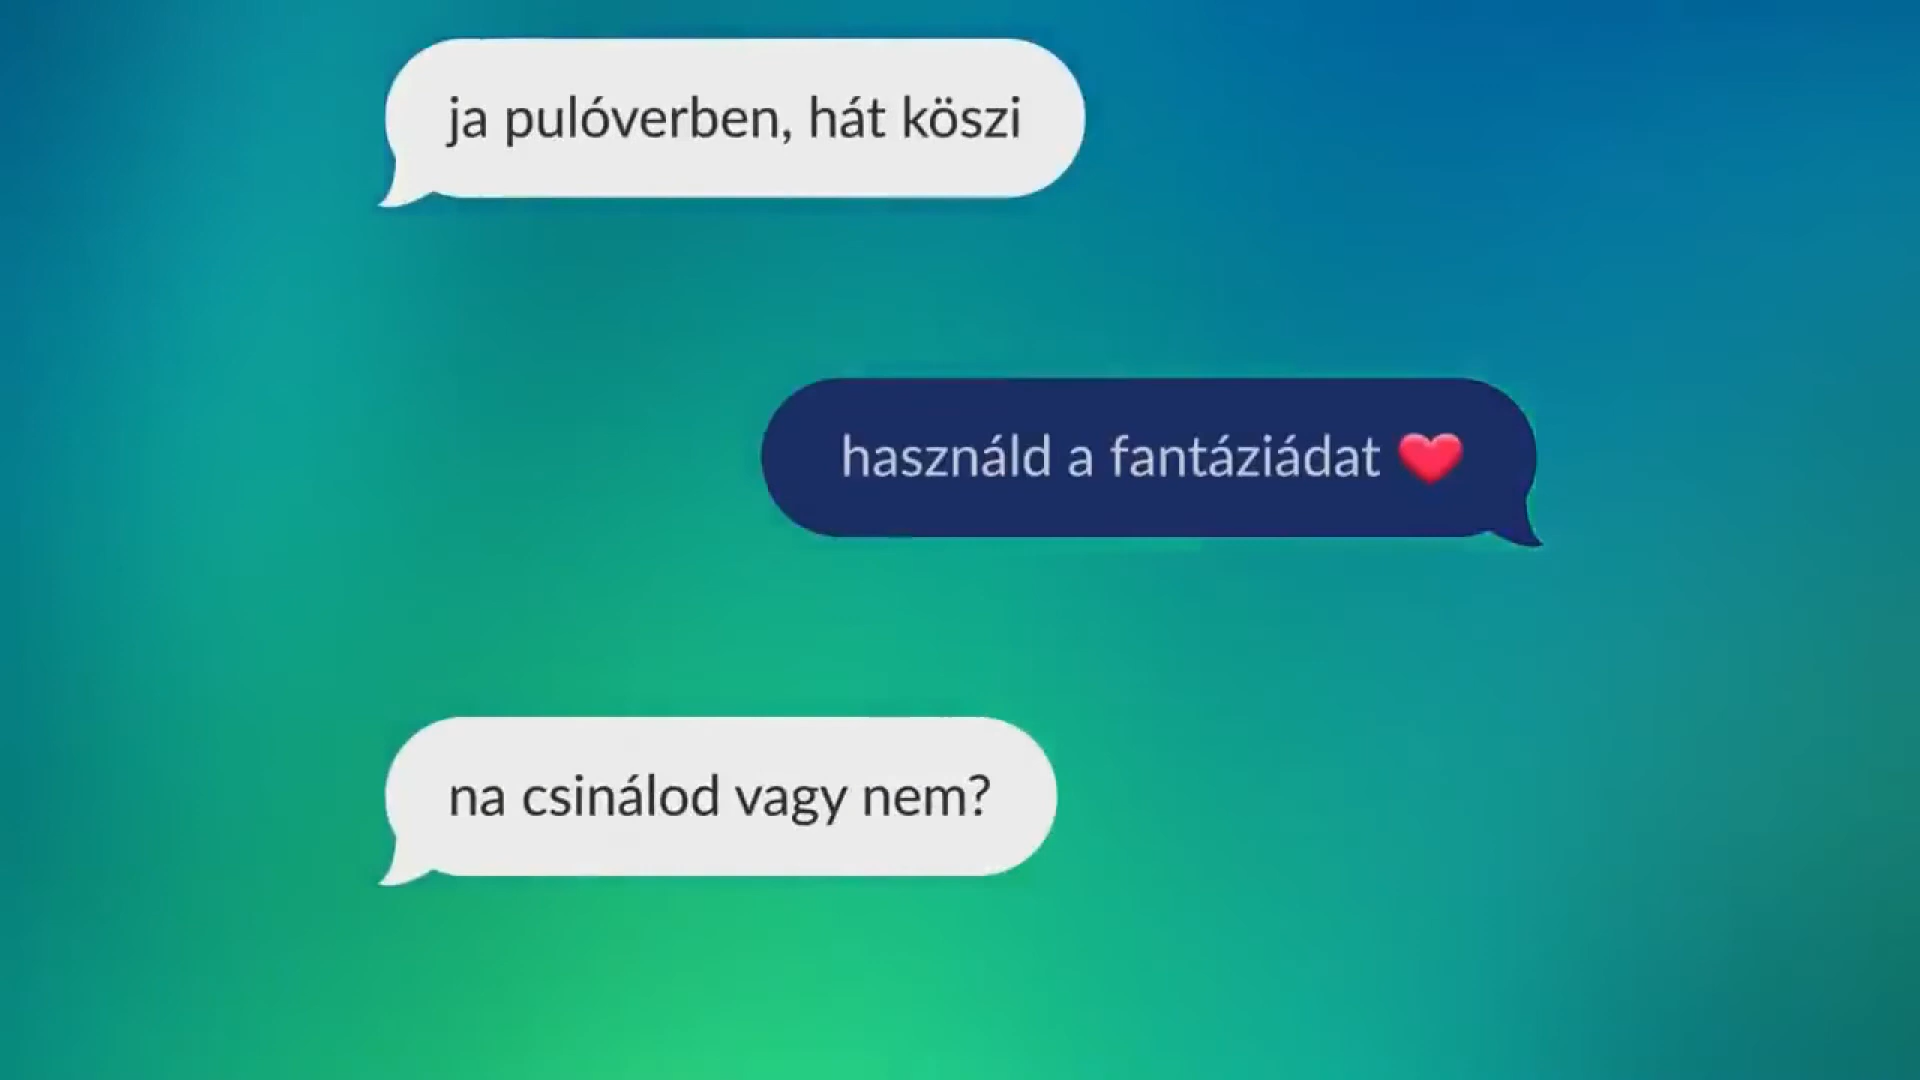 ja pulóverben, hát köszi
használd a fantáziádat ❤️
na csinálod vagy nem?